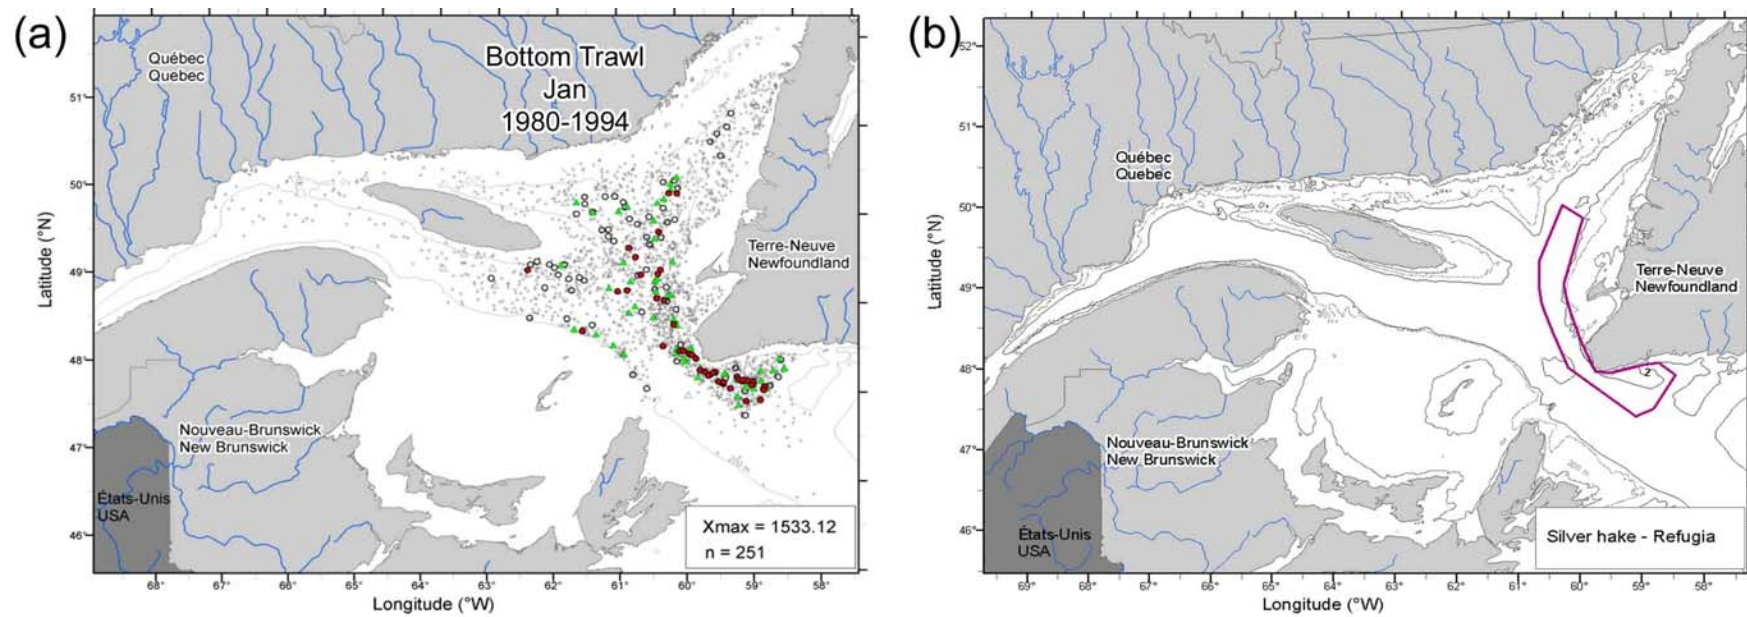 (a)
Québec
Quebec
Bottom Trawl
Jan
1980-1994
51°
50°
49°
48°
47°
46°
Latitude (°N)
Terre-Neuve
Newfoundland
Nouveau-Brunswick
New Brunswick
États-Unis
USA
Xmax = 1533.12
n = 251
68° 67° 66° 65° 64° 63° 62° 61° 60° 59° 58°
Longitude (°W)
(b)
52°
51°
50°
49°
48°
47°
46°
Latitude (°N)
Québec
Quebec
Terre-Neuve
Newfoundland
2
Nouveau-Brunswick
New Brunswick
États-Unis
USA
Silver hake - Refugia
69° 68° 67° 66° 65° 64° 63° 62° 61° 60° 59° 58°
Longitude (°W)